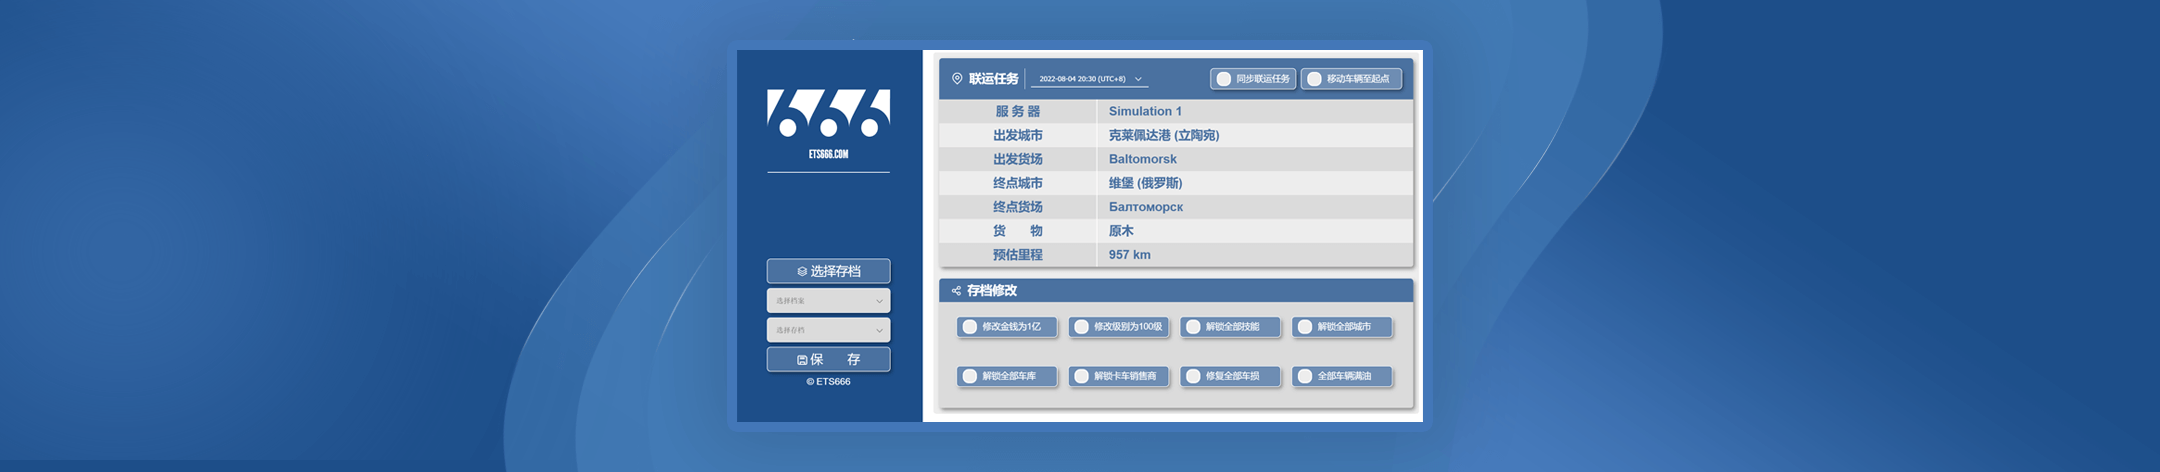 666
ETS666.COM
选择存档
选择档案
选择存档
保 存
© ETS666
联运任务
2022-08-04 20:30 (UTC+8)
同步联运任务
移动车辆至起点
服 务 器 Simulation 1
出发城市 克莱佩达港 (立陶宛)
出发货场 Baltomorsk
终点城市 维堡 (俄罗斯)
终点货场 Балтоморск
货 物 原木
预估里程 957 km
存档修改
修改金钱为1亿
修改级别为100级
解锁全部技能
解锁全部城市
解锁全部车库
解锁卡车销售商
修复全部车损
全部车辆满油